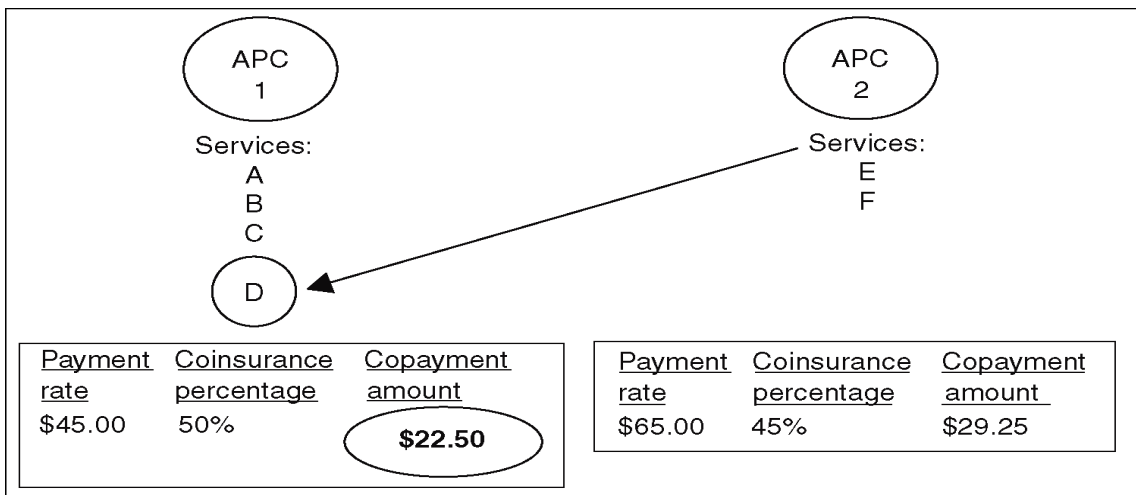 APC
1
Services:
A
B
C
D
Payment rate
Coinsurance percentage
Copayment amount
$45.00
50%
$22.50
APC
2
Services:
E
F
Payment rate
Coinsurance percentage
Copayment amount
$65.00
45%
$29.25